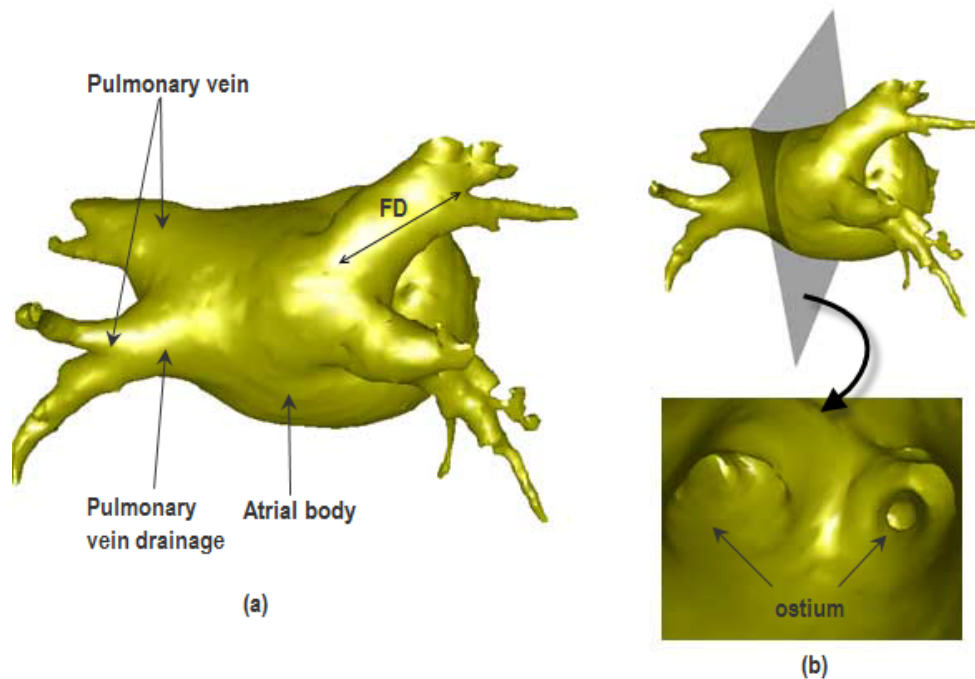 Pulmonary vein
FD
Pulmonary
vein drainage
Atrial body
(a)
ostium
(b)